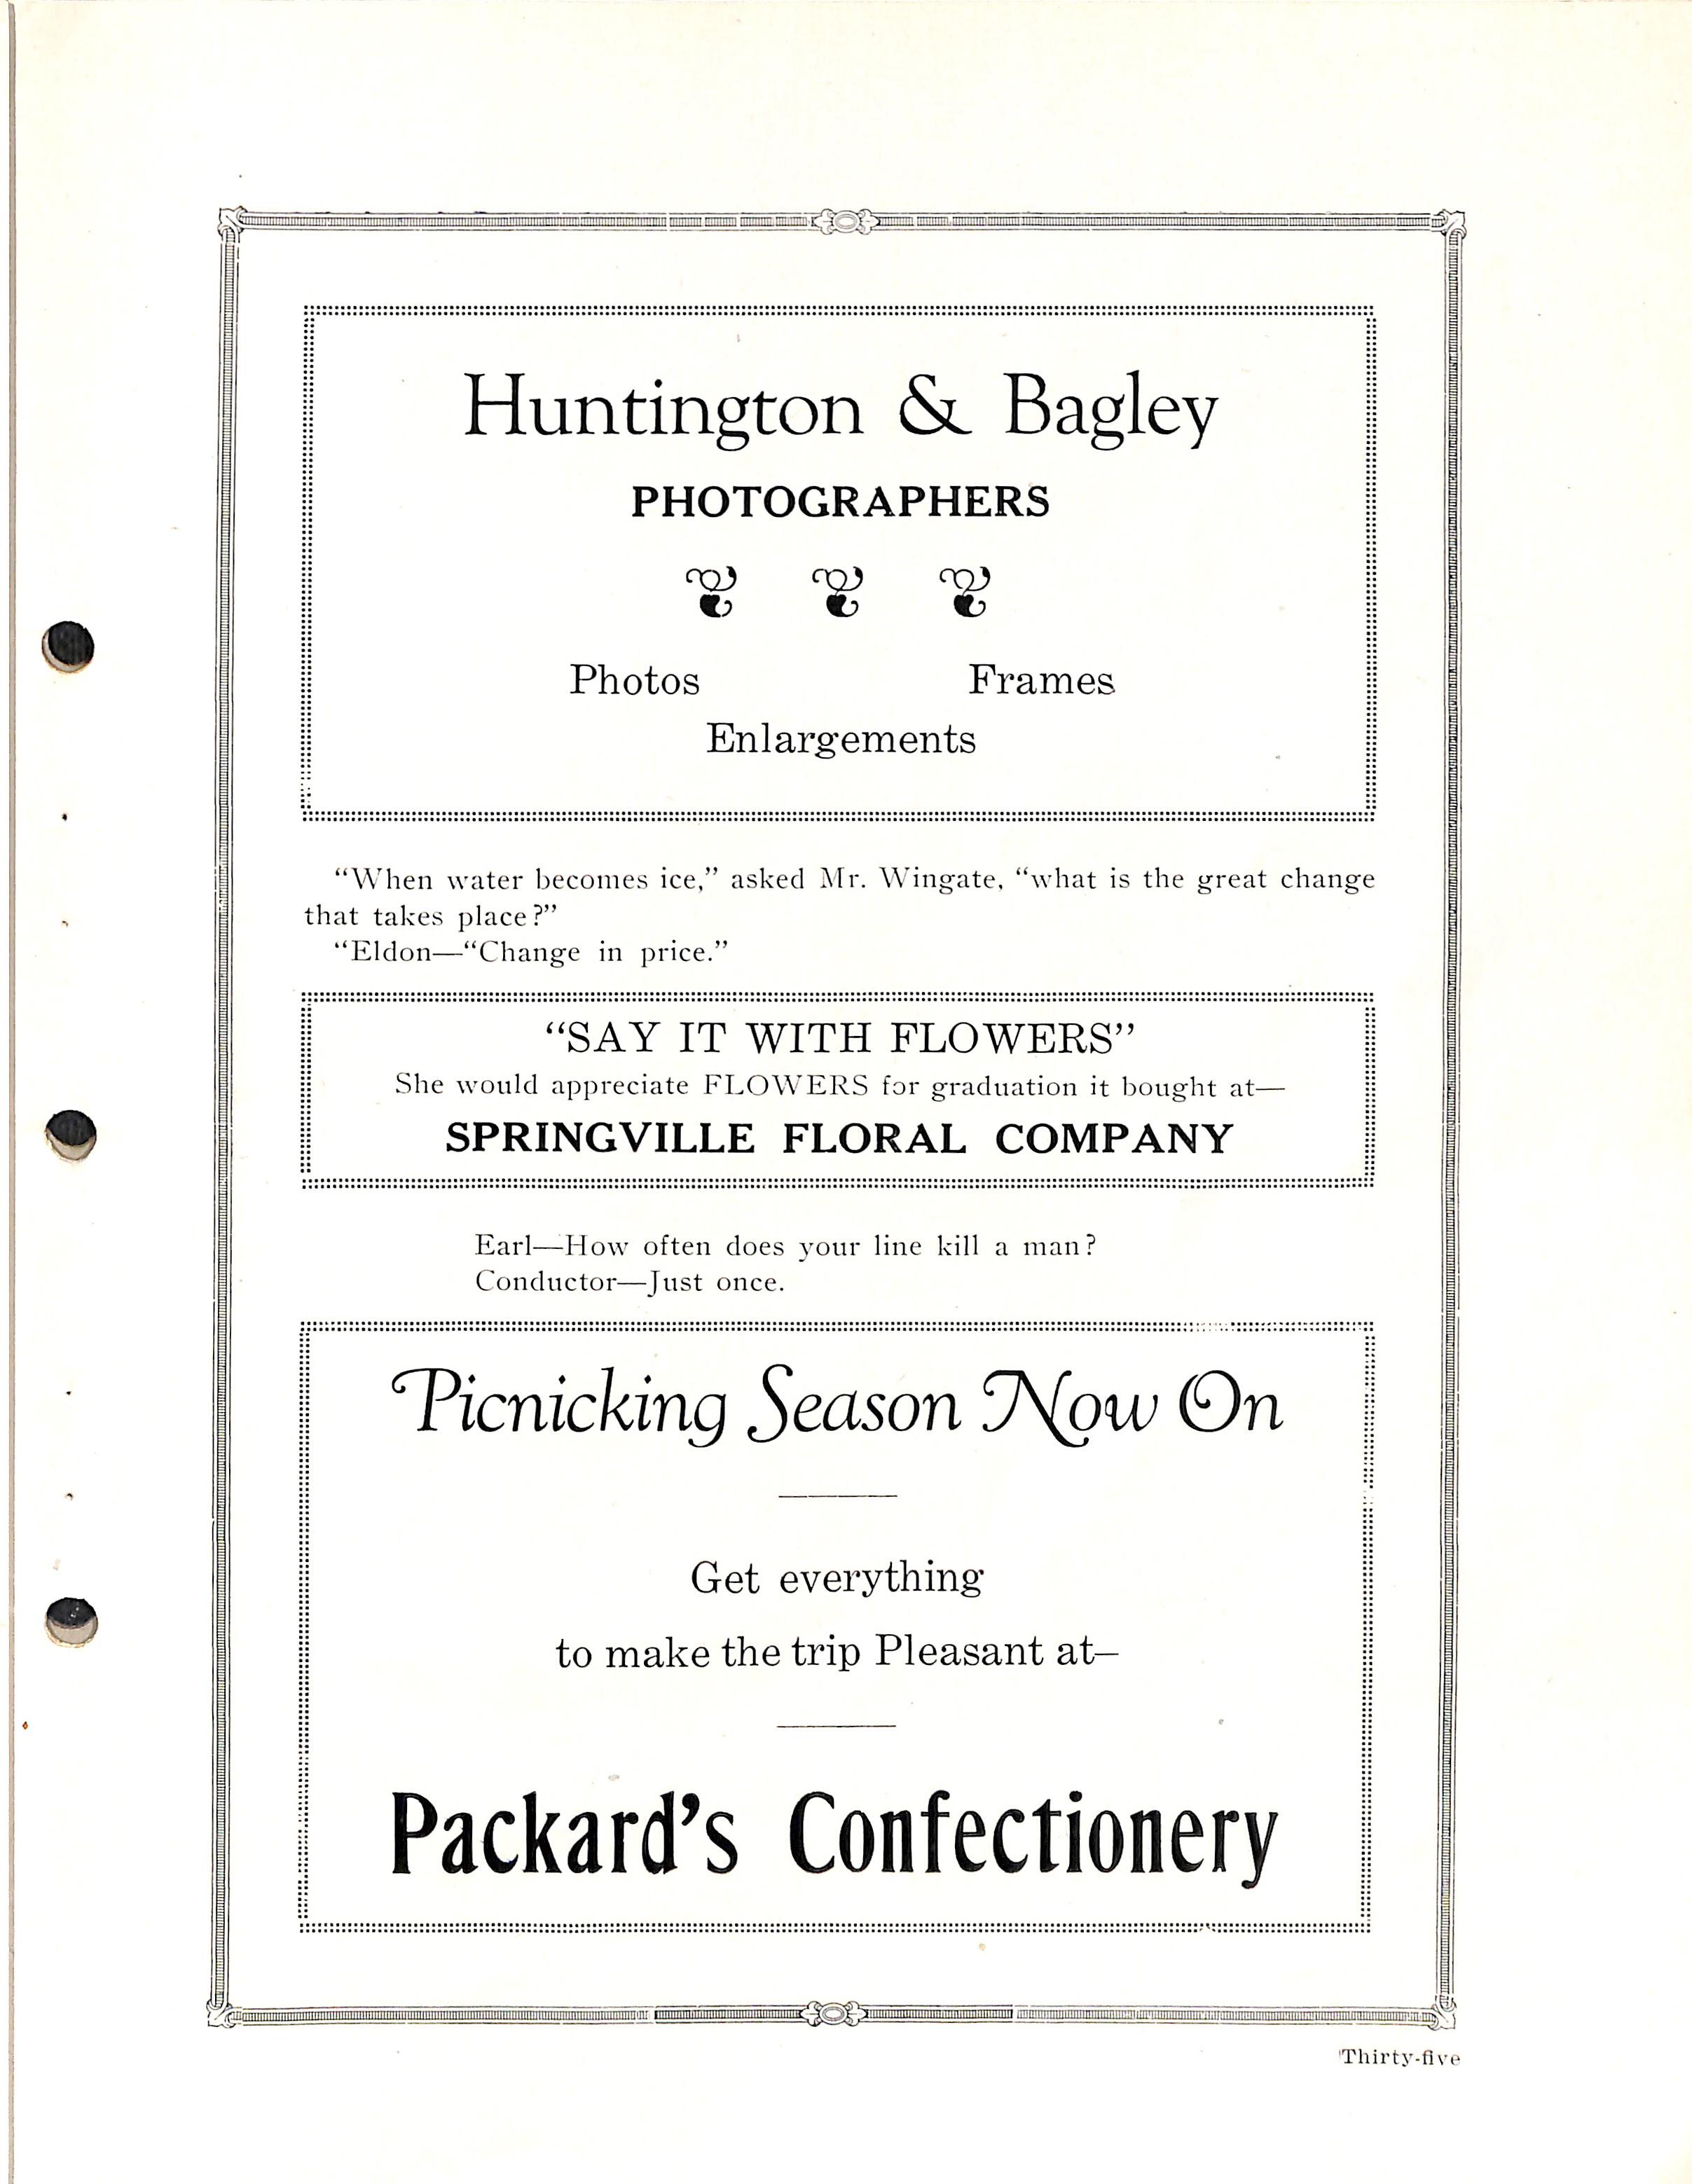 Huntington & Bagley
PHOTOGRAPHERS
Photos Frames
Enlargements
“When water becomes ice,” asked Mr. Wingate, “what is the great change
that takes place?”
“Eldon—“Change in price.”
“SAY IT WITH FLOWERS”
She would appreciate FLOWERS for graduation it bought at—
SPRINGVILLE FLORAL COMPANY
Earl—How often does your line kill a man?
Conductor—Just once.
Picnicking Season Now On
Get everything
to make the trip Pleasant at—
Packard’s Confectionery
Thirty-five